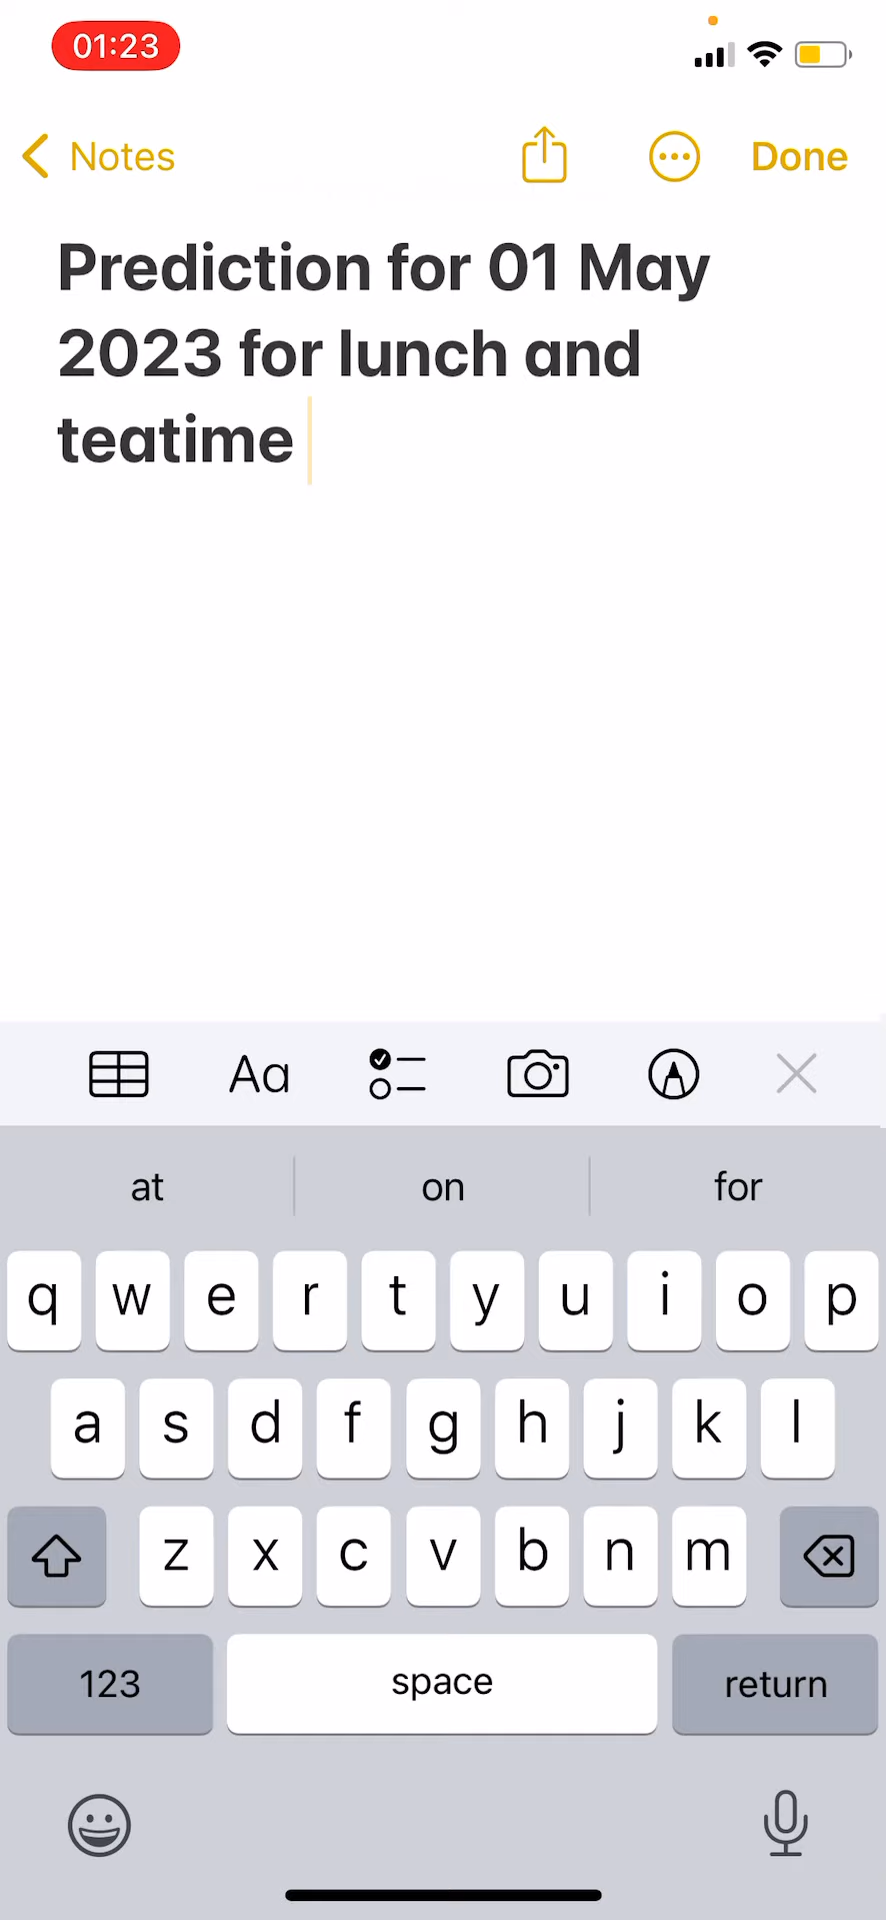 01:23
Notes
Done
Prediction for 01 May
2023 for lunch and
teatime
Aa
at on for
q w e r t y u i o p
a s d f g h j k l
z x c v b n m
123 space return